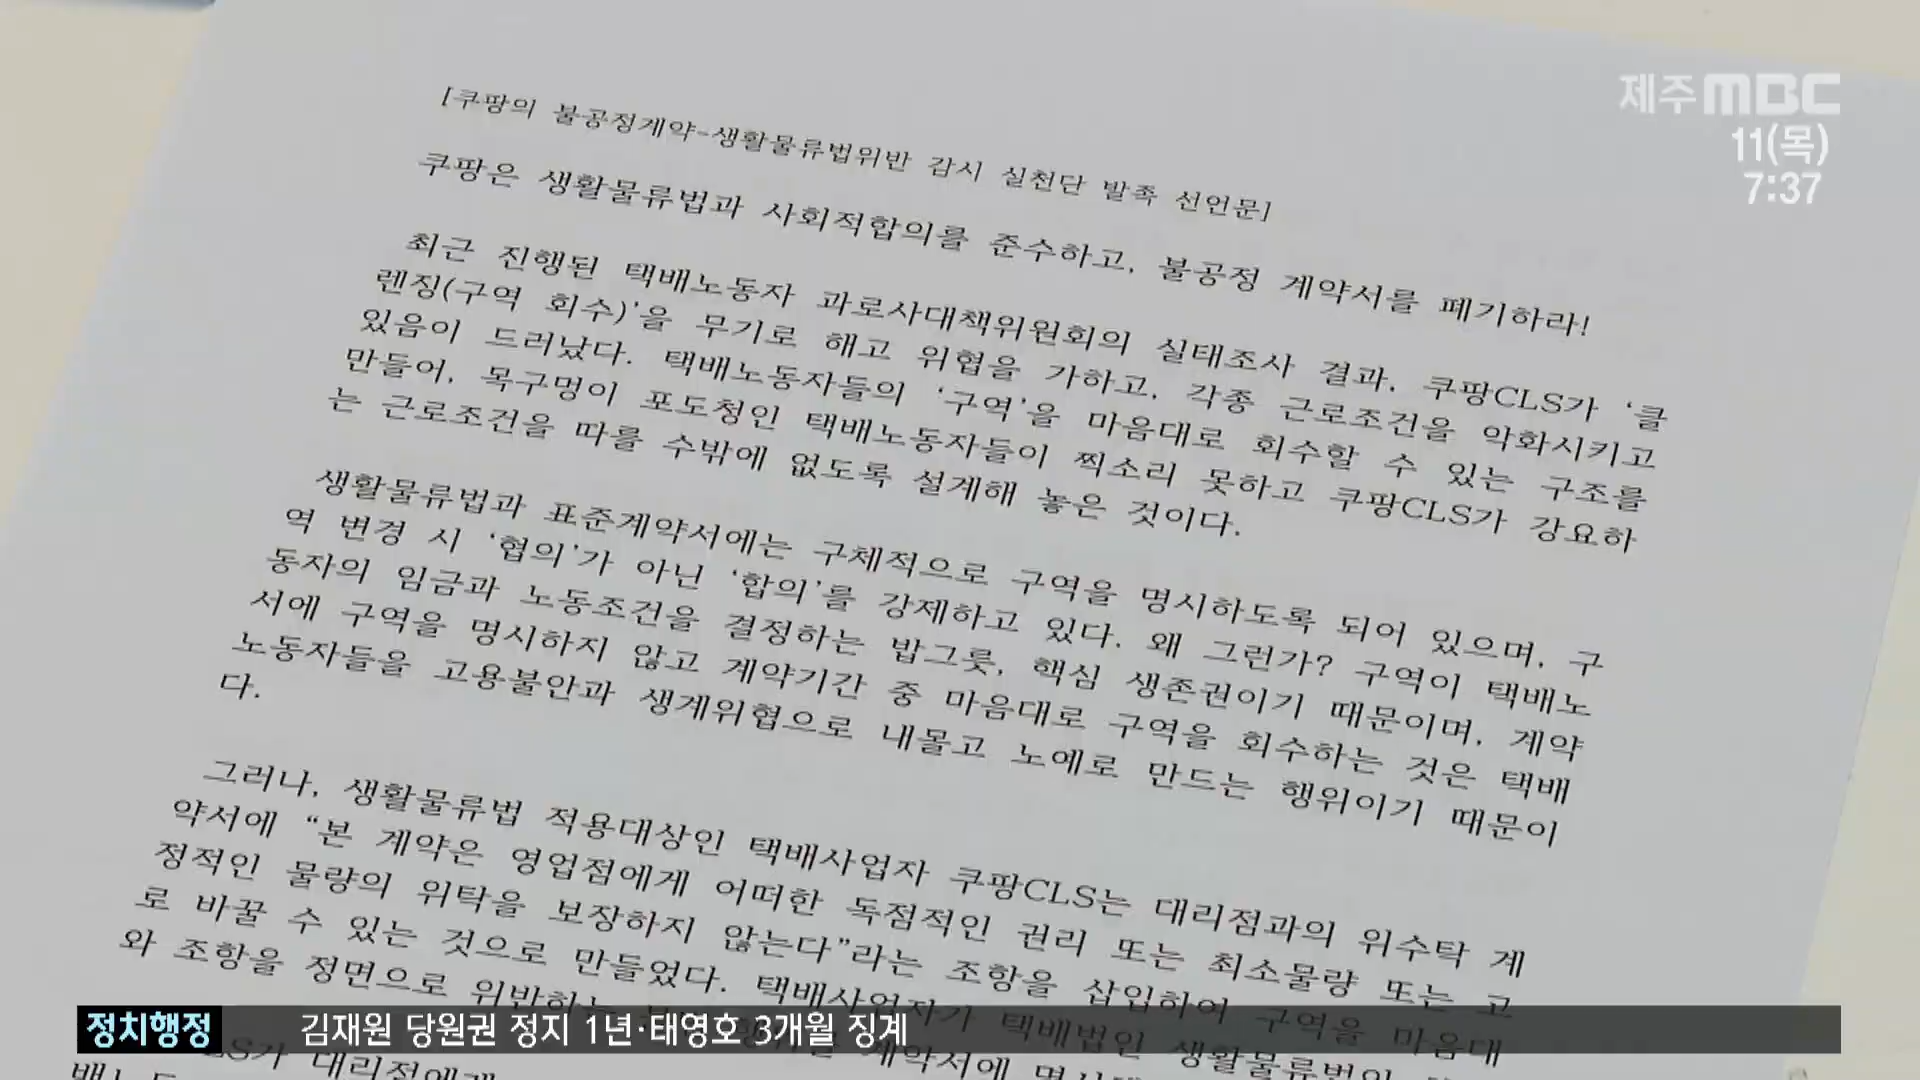 제주MBC
11(목)
7:37
[쿠팡의 불공정계약-생활물류법위반 감시 실천단 발족 선언문]
쿠팡은 생활물류법과 사회적합의를 준수하고, 불공정 계약서를 폐기하라!
최근 진행된 택배노동자 과로사대책위원회의 실태조사 결과, 쿠팡CLS가 ‘클
렌징(구역 회수)’을 무기로 해고 위협을 가하고, 각종 근로조건을 악화시키고
있음이 드러났다. 택배노동자들의 ‘구역’을 마음대로 회수할 수 있는 구조를
만들어, 목구멍이 포도청인 택배노동자들이 찍소리 못하고 쿠팡CLS가 강요하
는 근로조건을 따를 수밖에 없도록 설계해 놓은 것이다.
생활물류법과 표준계약서에는 구체적으로 구역을 명시하도록 되어 있으며, 구
역 변경 시 ‘협의’가 아닌 ‘합의’를 강제하고 있다. 왜 그런가? 구역이 택배노
동자의 임금과 노동조건을 결정하는 밥그릇, 핵심 생존권이기 때문이며, 계약
서에 구역을 명시하지 않고 계약기간 중 마음대로 구역을 회수하는 것은 택배
노동자들을 고용불안과 생계위협으로 내몰고 노예로 만드는 행위이기 때문이
다.
그러나, 생활물류법 적용대상인 택배사업자 쿠팡CLS는 대리점과의 위수탁 계
약서에 “본 계약은 영업점에게 어떠한 독점적인 권리 또는 최소물량 또는 고
정적인 물량의 위탁을 보장하지 않는다”라는 조항을 삽입하여 구역을 마음대
로 바꿀 수 있는 것으로 만들었다. 택배사업자가 택배법인 생활물류법의
와 조항을 정면으로 위반하는 계약서에
대리점에게
정치행정 김재원 당원권 정지 1년·태영호 3개월 징계